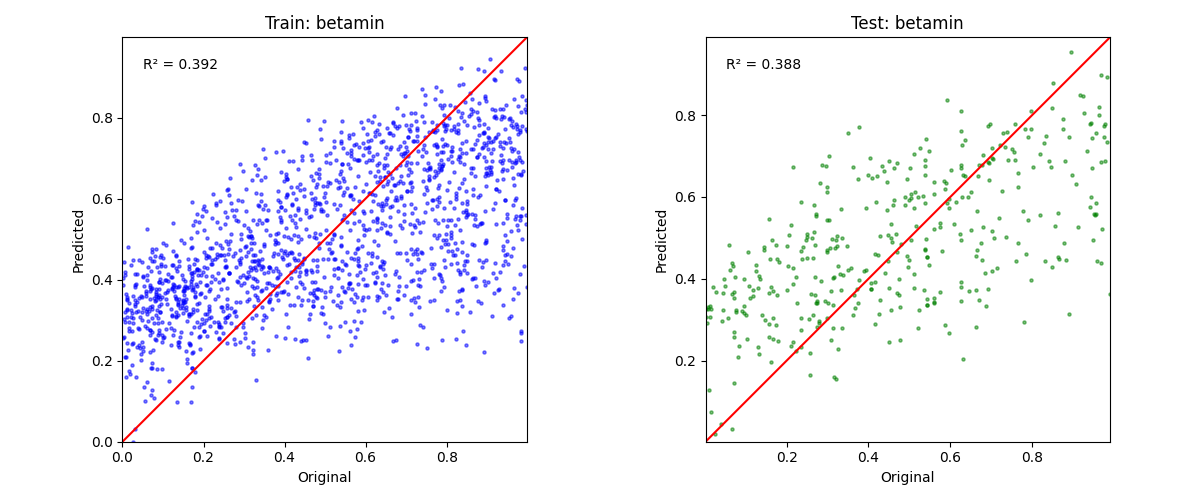 Train: betamin
R² = 0.392
Predicted
0.8
0.6
0.4
0.2
0.0
0.0 0.2 0.4 0.6 0.8
Original
Test: betamin
R² = 0.388
Predicted
0.8
0.6
0.4
0.2
0.2 0.4 0.6 0.8
Original